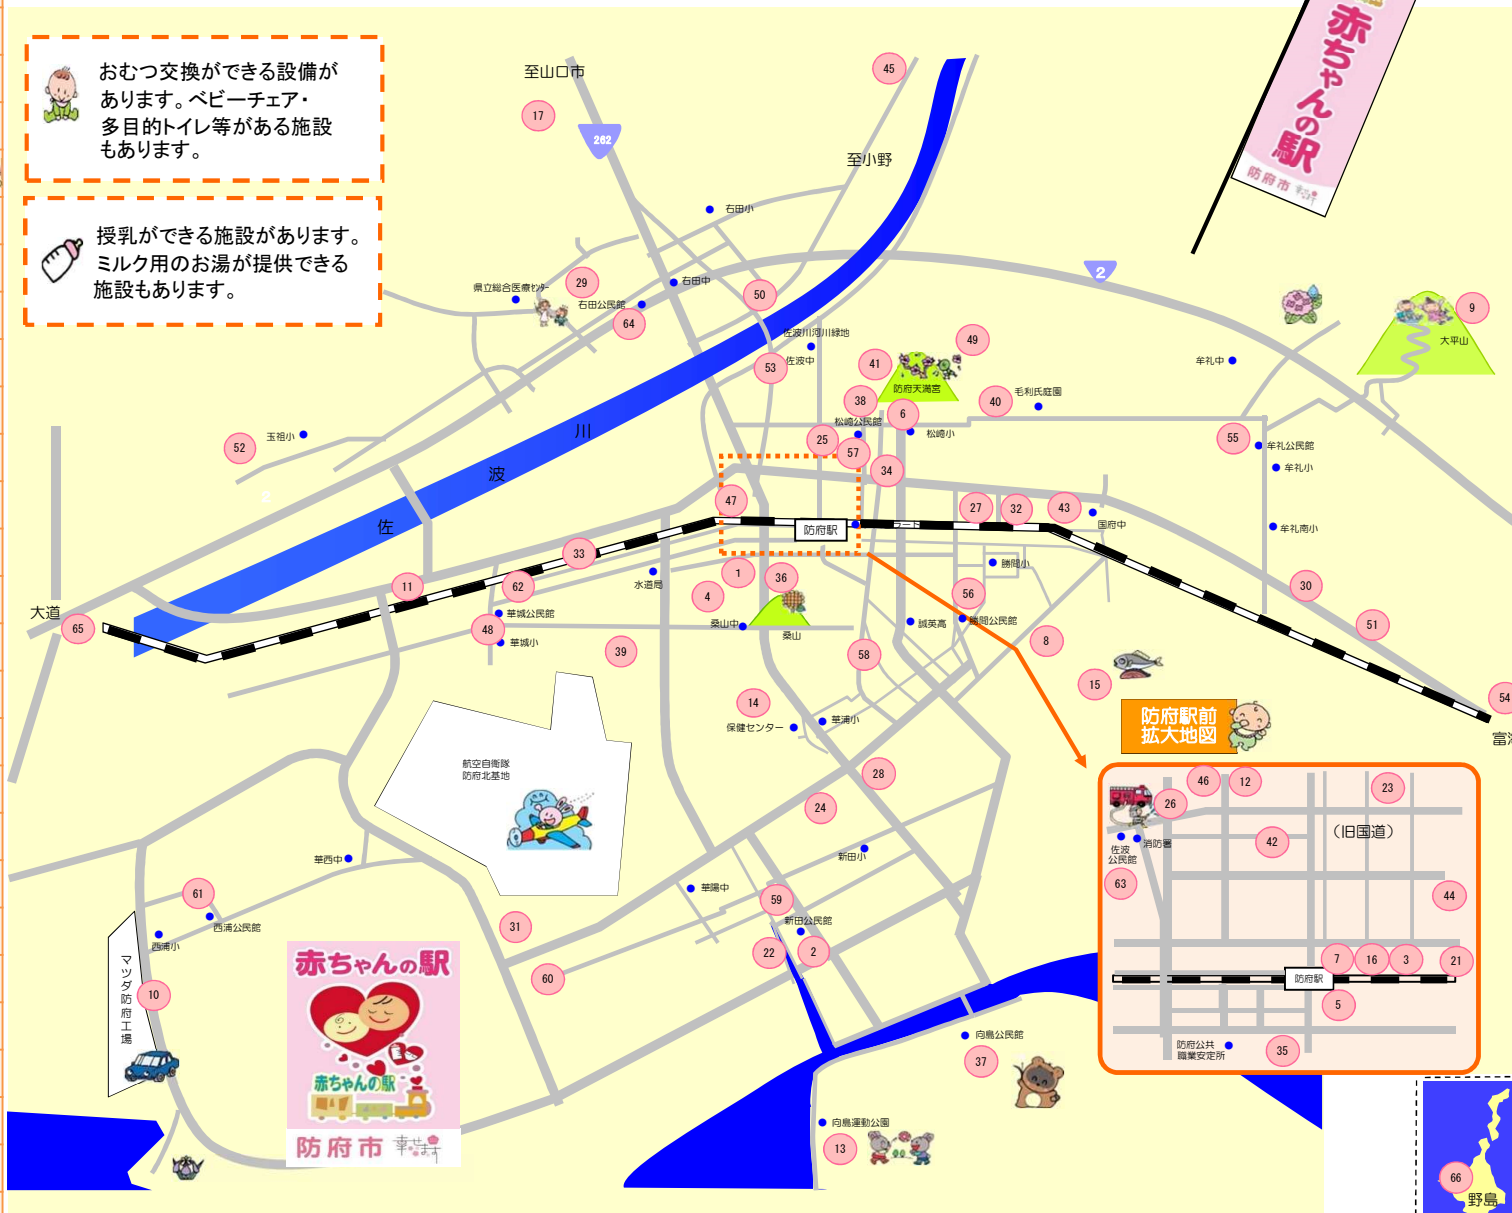 おむつ交換ができる設備が
あります。ベビーチェア・
多目的トイレ等がある施設
もあります。
授乳ができる施設があります。
ミルク用のお湯が提供できる
施設もあります。
赤ちゃんの駅
防府市
至山口市
17
262
45
至小野
右田小
2
県立総合医療センター
29
右田中
右田公民館
64
50
佐波川河川緑地
佐波中
53
49
41
防府天満宮
9
大平山
牟礼中
38
6
40
毛利氏庭園
松崎公民館
松崎小
25
57
34
55
牟礼公民館
牟礼小
牟礼南小
52
玉祖小
2
川
波
佐
47
防府駅
27
32
43
国府中
33
11
62
水道局
1
36
4
勝間小
56
30
51
大道
65
華城公民館
48
華城小
39
桑山中
桑山
誠英高
勝間公民館
58
8
15
54
14
保健センター
華浦小
防府駅前
拡大地図
航空自衛隊
防府北基地
28
24
新田小
華西中
華陽中
61
西浦公民館
西浦小
31
59
新田公民館
22
2
60
マツダ防府工場
10
赤ちゃんの駅
赤ちゃんの駅
防府市
幸せます
向島公民館
37
向島運動公園
13
46
12
23
26
(旧国道)
佐波
公民館
消防署
42
63
44
7
16
3
21
防府駅
5
防府公共
職業安定所
35
66
野島